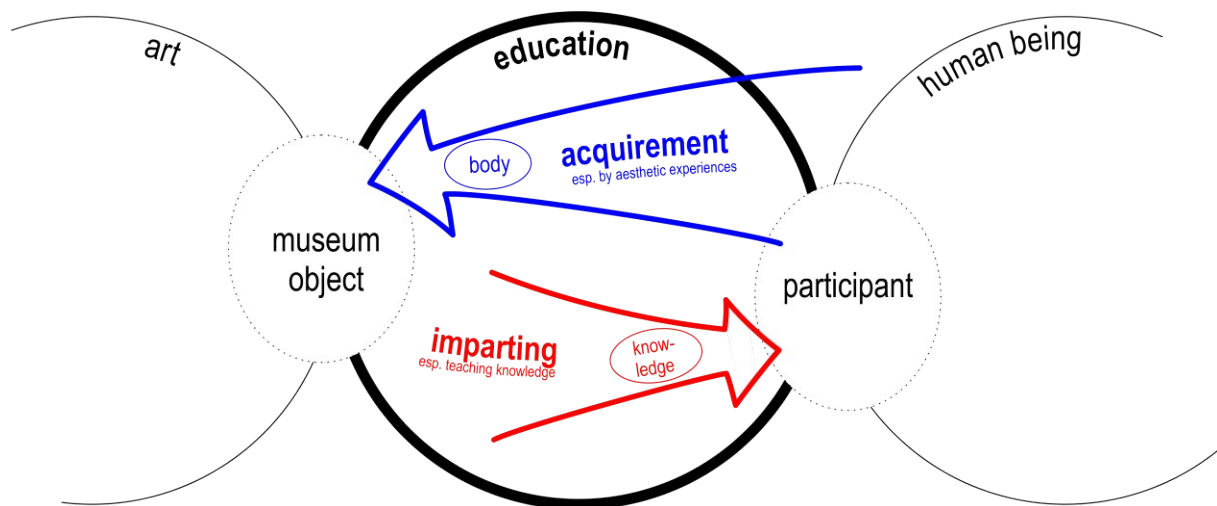 art
education
human being
body
acquirement
esp. by aesthetic experiences
museum
object
participant
imparting
esp. teaching knowledge
know-
ledge